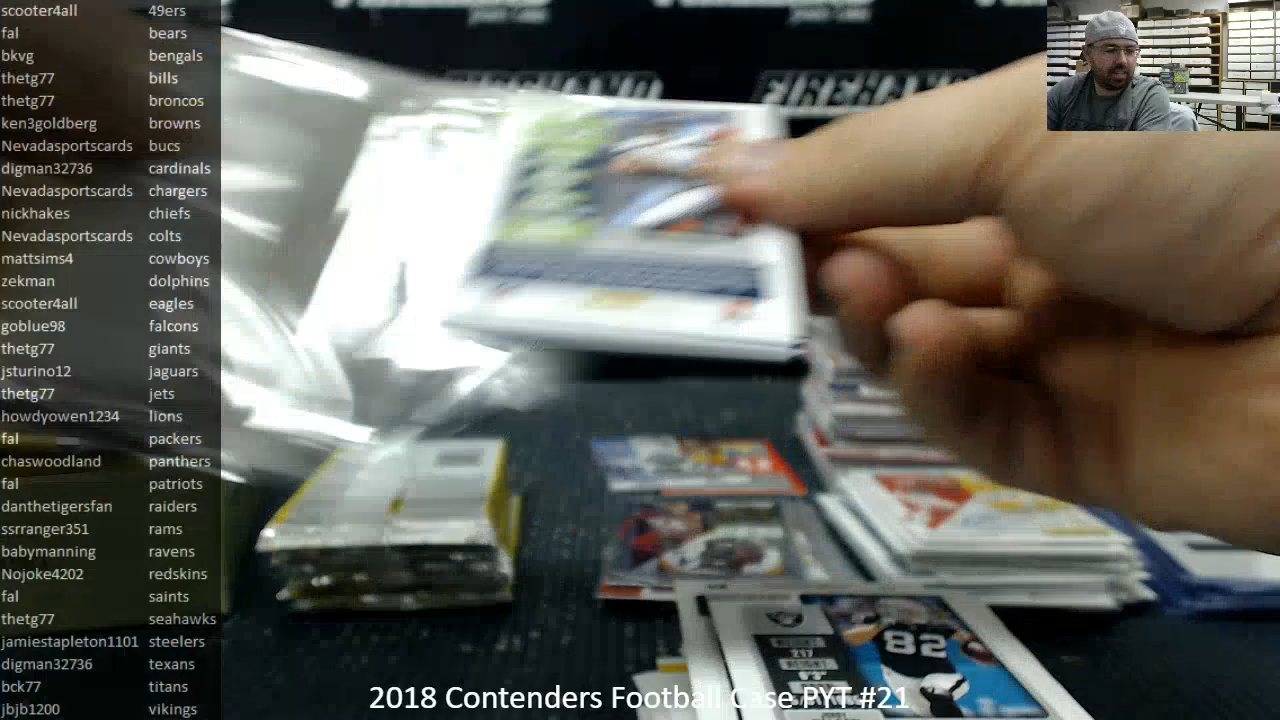 scooter4all 49ers
fal bears
bkvg bengals
thetg77 bills
thetg77 broncos
ken3goldberg browns
Nevadasportscards bucs
digman32736 cardinals
Nevadasportscards chargers
nickhakes chiefs
Nevadasportscards colts
mattsims4 cowboys
zekman dolphins
scooter4all eagles
goblue98 falcons
thetg77 giants
jsturino12 jaguars
thetg77 jets
howdyowen1234 lions
fal packers
chaswoodland panthers
fal patriots
danthetigersfan raiders
ssrranger351 rams
babymanning ravens
Nojoke4202 redskins
fal saints
thetg77 seahawks
jamiestapleton1101 steelers
digman32736 texans
bck77 titans
jbjb1200 vikings
82
217
WEIGHT:
2018 Contenders Football Case PYT #21